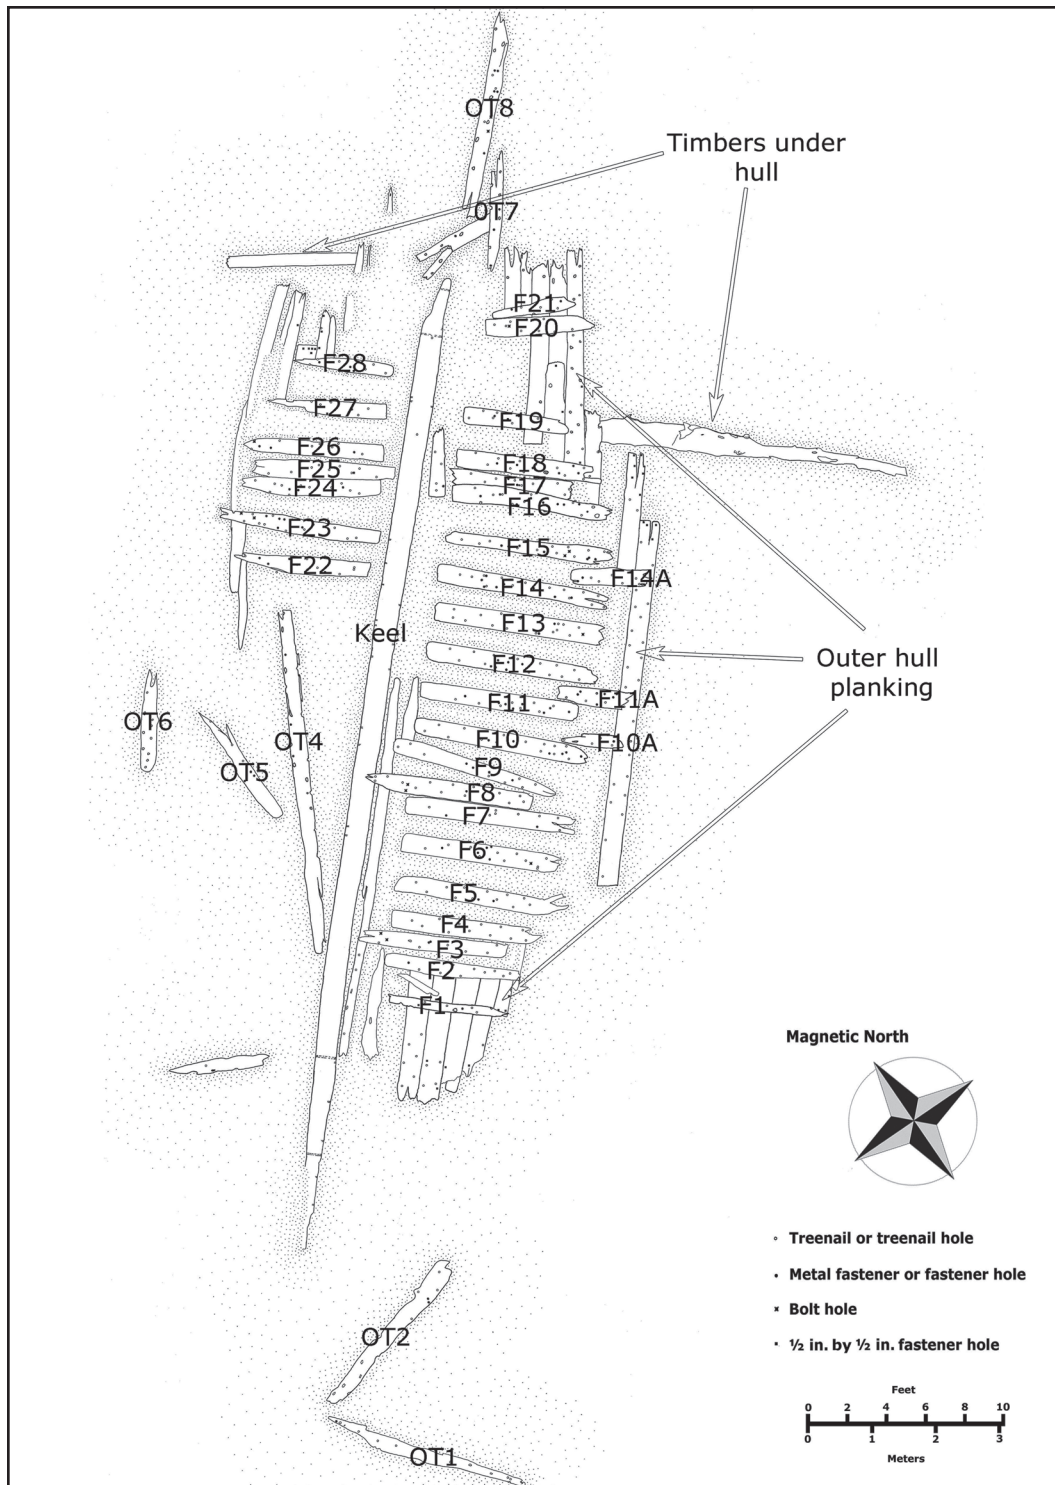 OT8
Timbers under
hull
0T7
F21
F20
F28
F27
F19
F26
F25
F24
F18
F17
F16
F23
F22
F15
F14
F14A
F13
Keel
F12
Outer hull
planking
F11
F11A
OT6
OT4
OT5
F10
F10A
F9
F8
F7
F6
F5
F4
F3
F2
F1
Magnetic North
Treenail or treenail hole
Metal fastener or fastener hole
Bolt hole
½ in. by ½ in. fastener hole
OT2
Feet
0 2 4 6 8 10
0 1 2 3
Meters
OT1